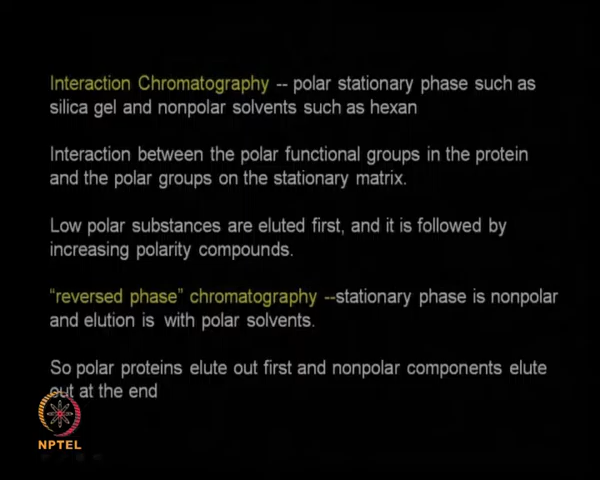 Interaction Chromatography -- polar stationary phase such as
silica gel and nonpolar solvents such as hexan
Interaction between the polar functional groups in the protein
and the polar groups on the stationary matrix.
Low polar substances are eluted first, and it is followed by
increasing polarity compounds.
“reversed phase” chromatography --stationary phase is nonpolar
and elution is with polar solvents.
So polar proteins elute out first and nonpolar components elute
out at the end
NPTEL